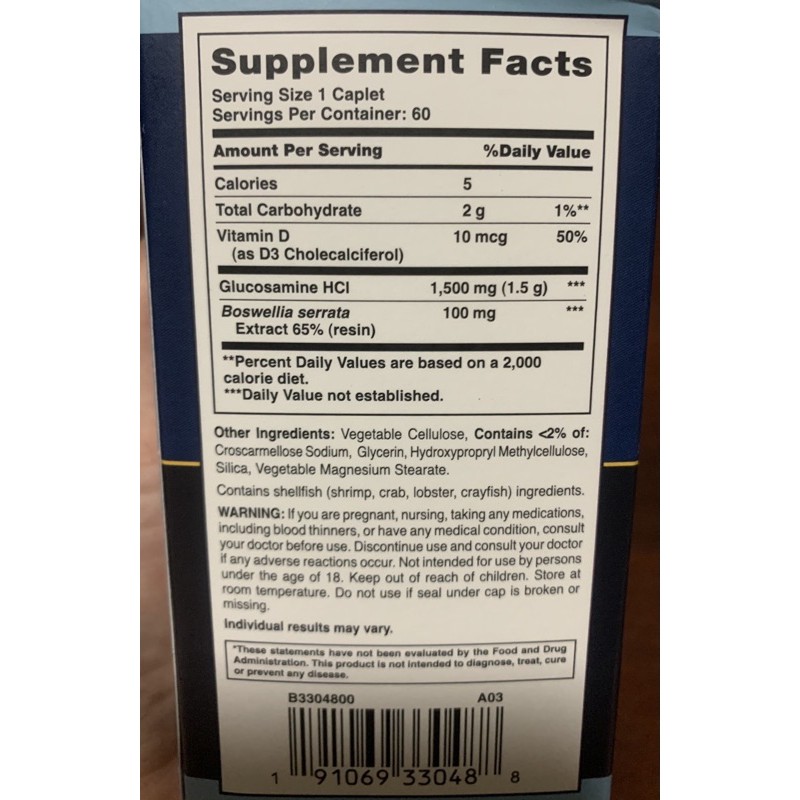 Supplement Facts
Serving Size 1 Caplet
Servings Per Container: 60
Amount Per Serving %Daily Value
Calories 5
Total Carbohydrate 2 g 1%**
Vitamin D 10 mcg 50%
(as D3 Cholecalciferol)
Glucosamine HCl 1,500 mg (1.5 g) ***
Boswellia serrata 100 mg ***
Extract 65% (resin)
**Percent Daily Values are based on a 2,000
calorie diet.
***Daily Value not established.
Other Ingredients: Vegetable Cellulose, Contains <2% of:
Croscarmellose Sodium, Glycerin, Hydroxypropryl Methylcellulose,
Silica, Vegetable Magnesium Stearate.
Contains shellfish (shrimp, crab, lobster, crayfish) ingredients.
WARNING: If you are pregnant, nursing, taking any medications,
including blood thinners, or have any medical condition, consult
your doctor before use. Discontinue use and consult your doctor
if any adverse reactions occur. Not intended for use by persons
under the age of 18. Keep out of reach of children. Store at
room temperature. Do not use if seal under cap is broken or
missing.
Individual results may vary.
*These statements have not been evaluated by the Food and Drug
Administration. This product is not intended to diagnose, treat, cure
or prevent any disease.
B3304800 A03
1 91069 33048 8